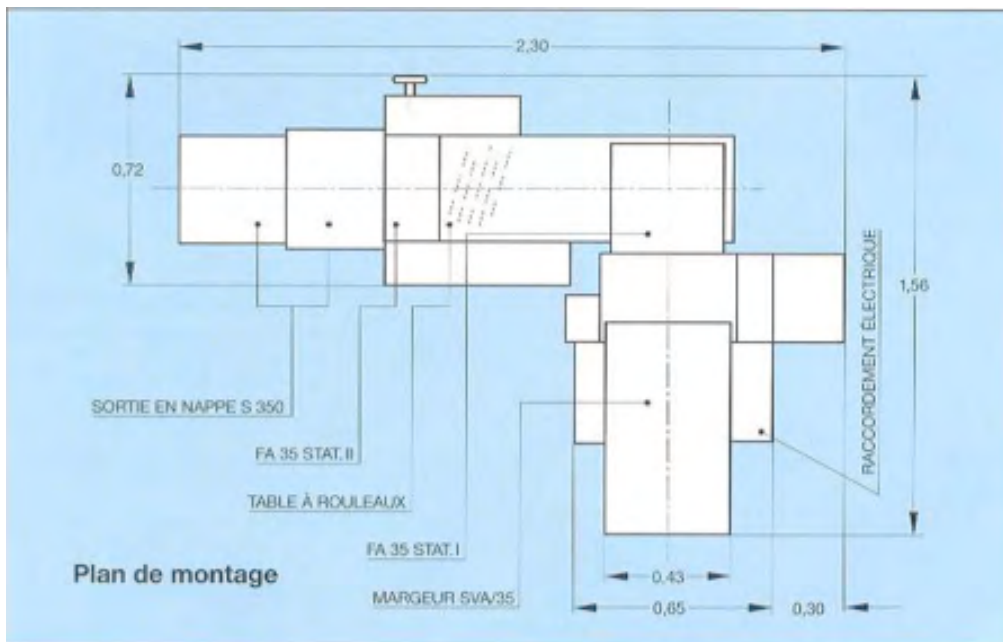 2,30
0,72
1,56
RACCORDEMENT ÉLECTRIQUE
SORTIE EN NAPPE S 350
FA 35 STAT. II
TABLE À ROULEAUX
FA 35 STAT. I
MARGEUR SVA/35
Plan de montage
0,43
0,65
0,30